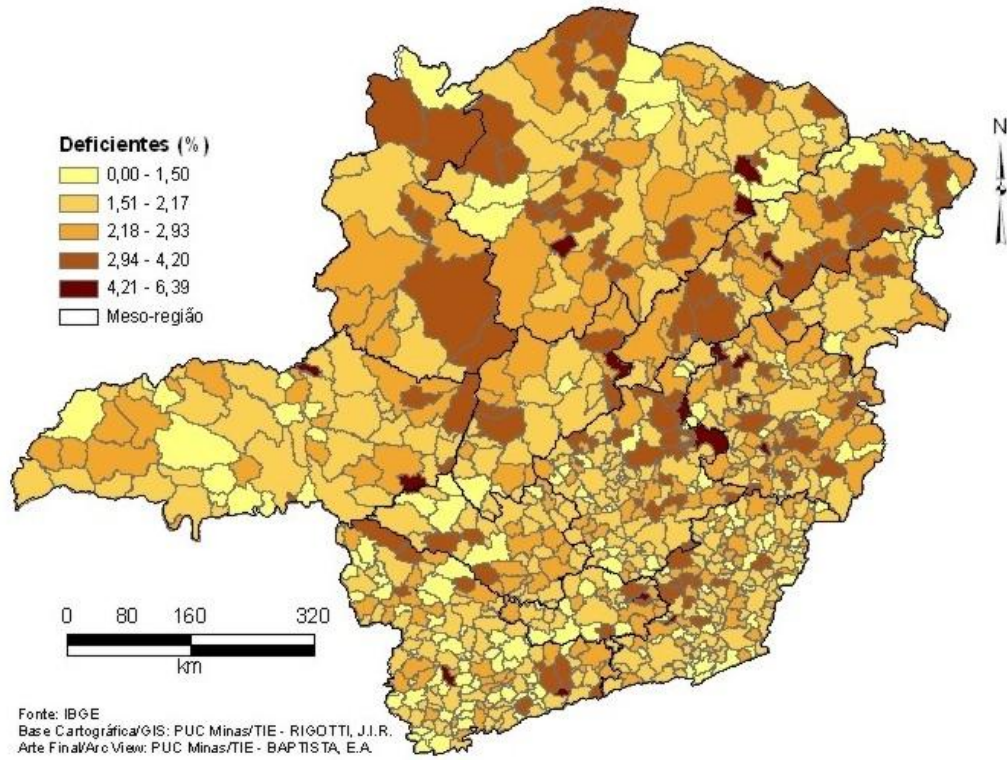 N
Deficientes (%)
0,00 - 1,50
1,51 - 2,17
2,18 - 2,93
2,94 - 4,20
4,21 - 6,39
Meso-região
0 80 160 320
km
Fonte: IBGE
Base Cartográfica/GIS: PUC Minas/TIE - RIGOTTI, J.I.R.
Arte Final/Arc View: PUC Minas/TIE - BAPTISTA, E.A.